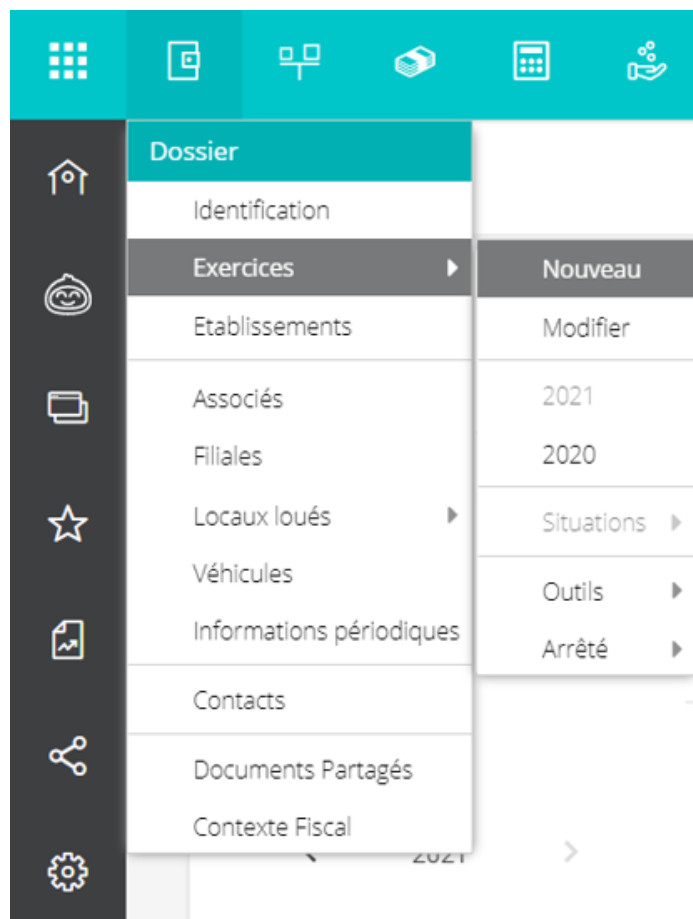 Dossier
Identification
Exercices
Etablissements
Associés
Filiales
Locaux loués
Véhicules
Informations périodiques
Contacts
Documents Partagés
Contexte Fiscal
Nouveau
Modifier
2021
2020
Situations
Outils
Arrêté
2021